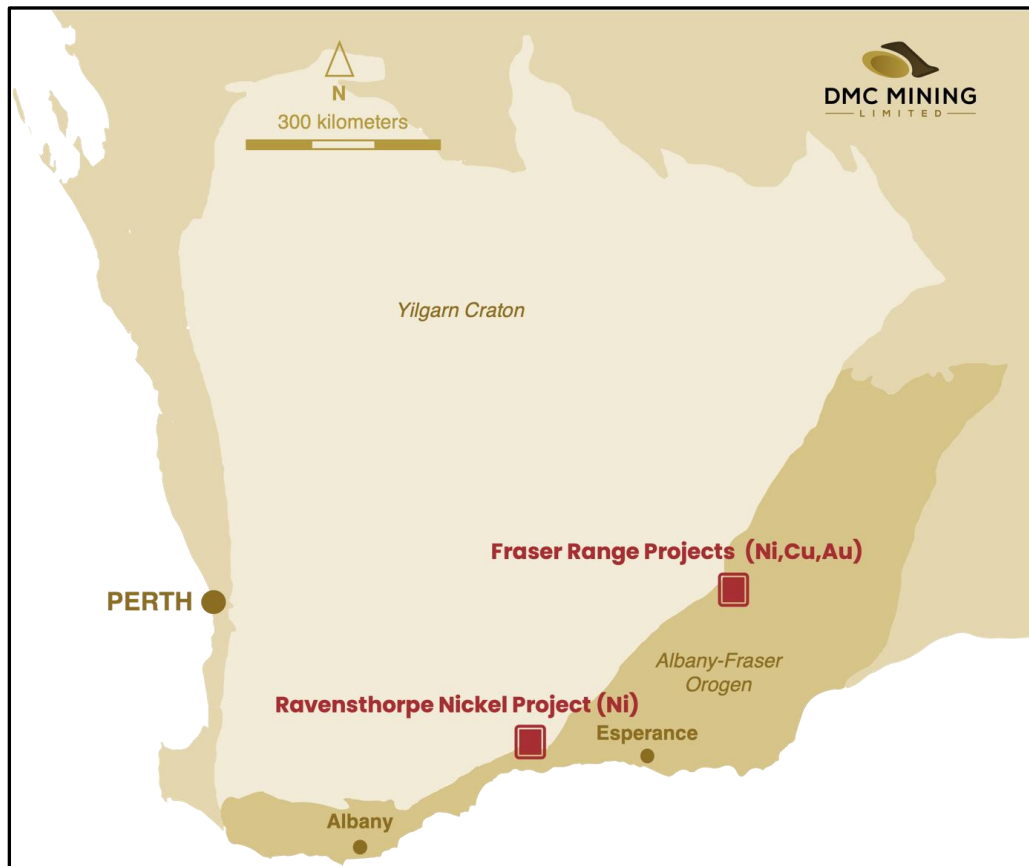 N
300 kilometers
DMC MINING
LIMITED
Yilgarn Craton
Fraser Range Projects (Ni,Cu,Au)
PERTH
Albany-Fraser
Orogen
Ravensthorpe Nickel Project (Ni)
Esperance
Albany